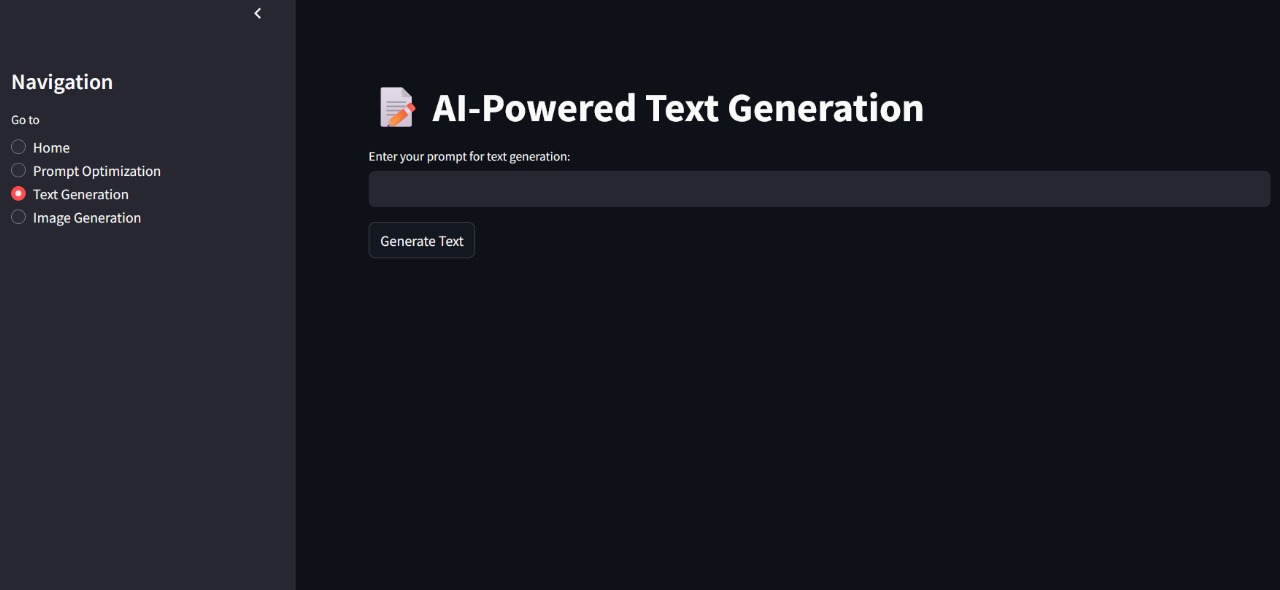 Navigation
Go to
Home
Prompt Optimization
Text Generation
Image Generation
AI-Powered Text Generation
Enter your prompt for text generation:
Generate Text